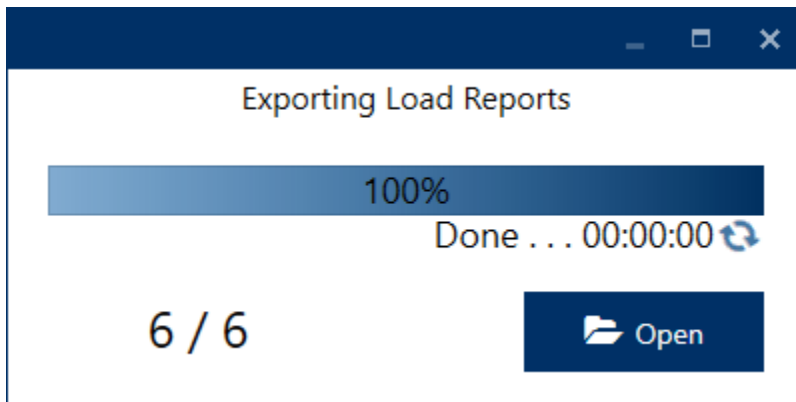 Exporting Load Reports
100%
Done . . . 00:00:00
6 / 6
Open